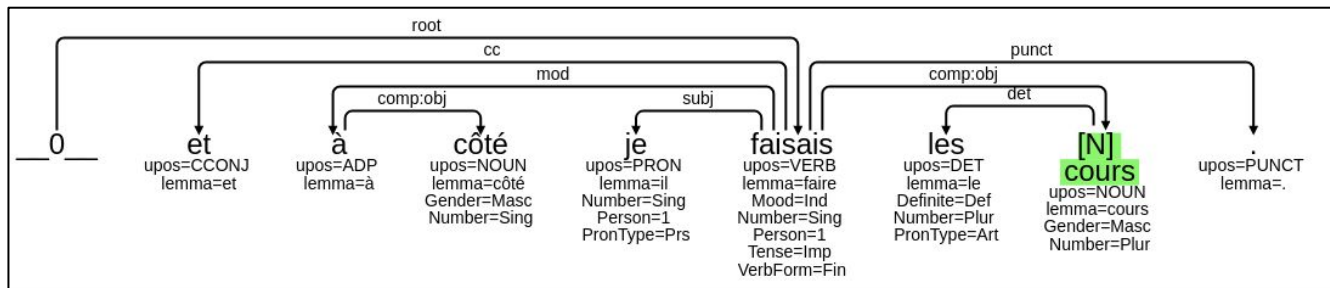 root
cc
punct
mod
comp:obj
comp:obj
subj
det
__0__ et à côté je faisais les [N] .
cours
upos=CCONJ upos=ADP upos=NOUN upos=PRON upos=VERB upos=DET upos=NOUN upos=PUNCT
lemma=et lemma=à lemma=côté lemma=il lemma=faire lemma=le lemma=cours lemma=.
Gender=Masc Number=Sing Mood=Ind Definite=Def Gender=Masc
Number=Sing Person=1 Number=Sing Number=Plur Number=Plur
PronType=Prs Person=1 PronType=Art
Tense=Imp
VerbForm=Fin